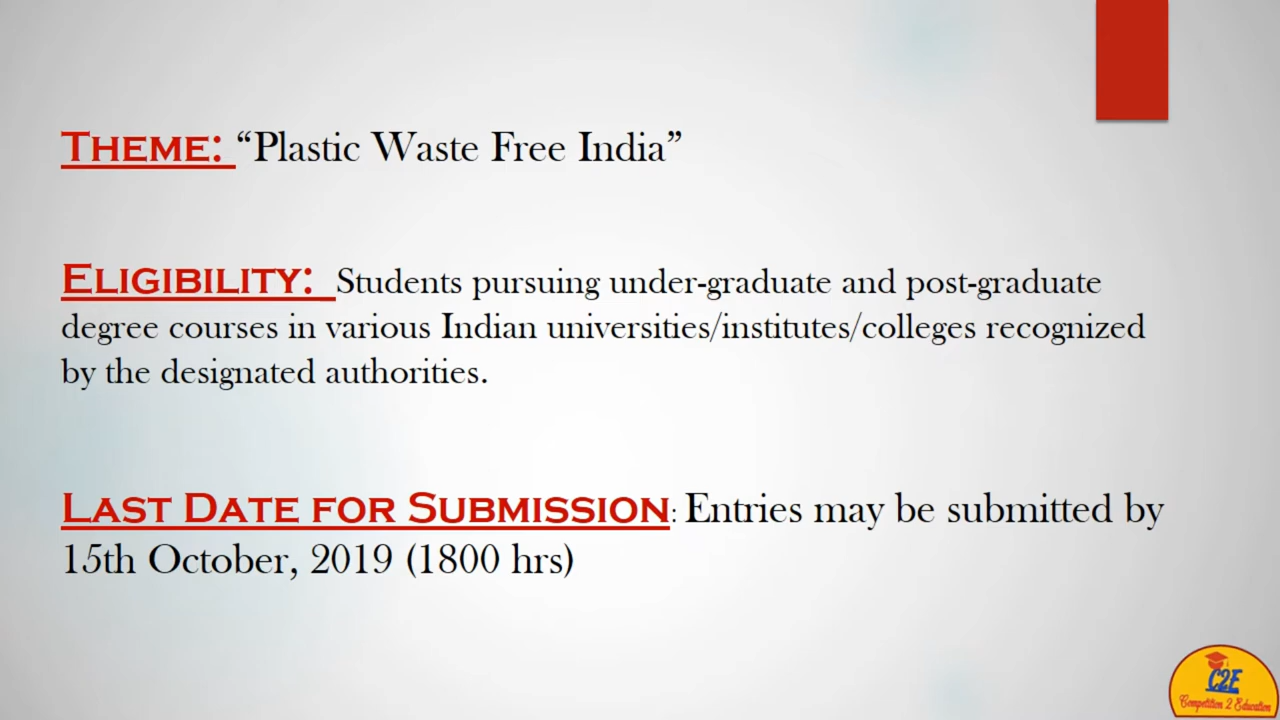 THEME: “Plastic Waste Free India”
ELIGIBILITY: Students pursuing under-graduate and post-graduate
degree courses in various Indian universities/institutes/colleges recognized
by the designated authorities.
LAST DATE FOR SUBMISSION: Entries may be submitted by
15th October, 2019 (1800 hrs)
C2E
Competition 2 Education